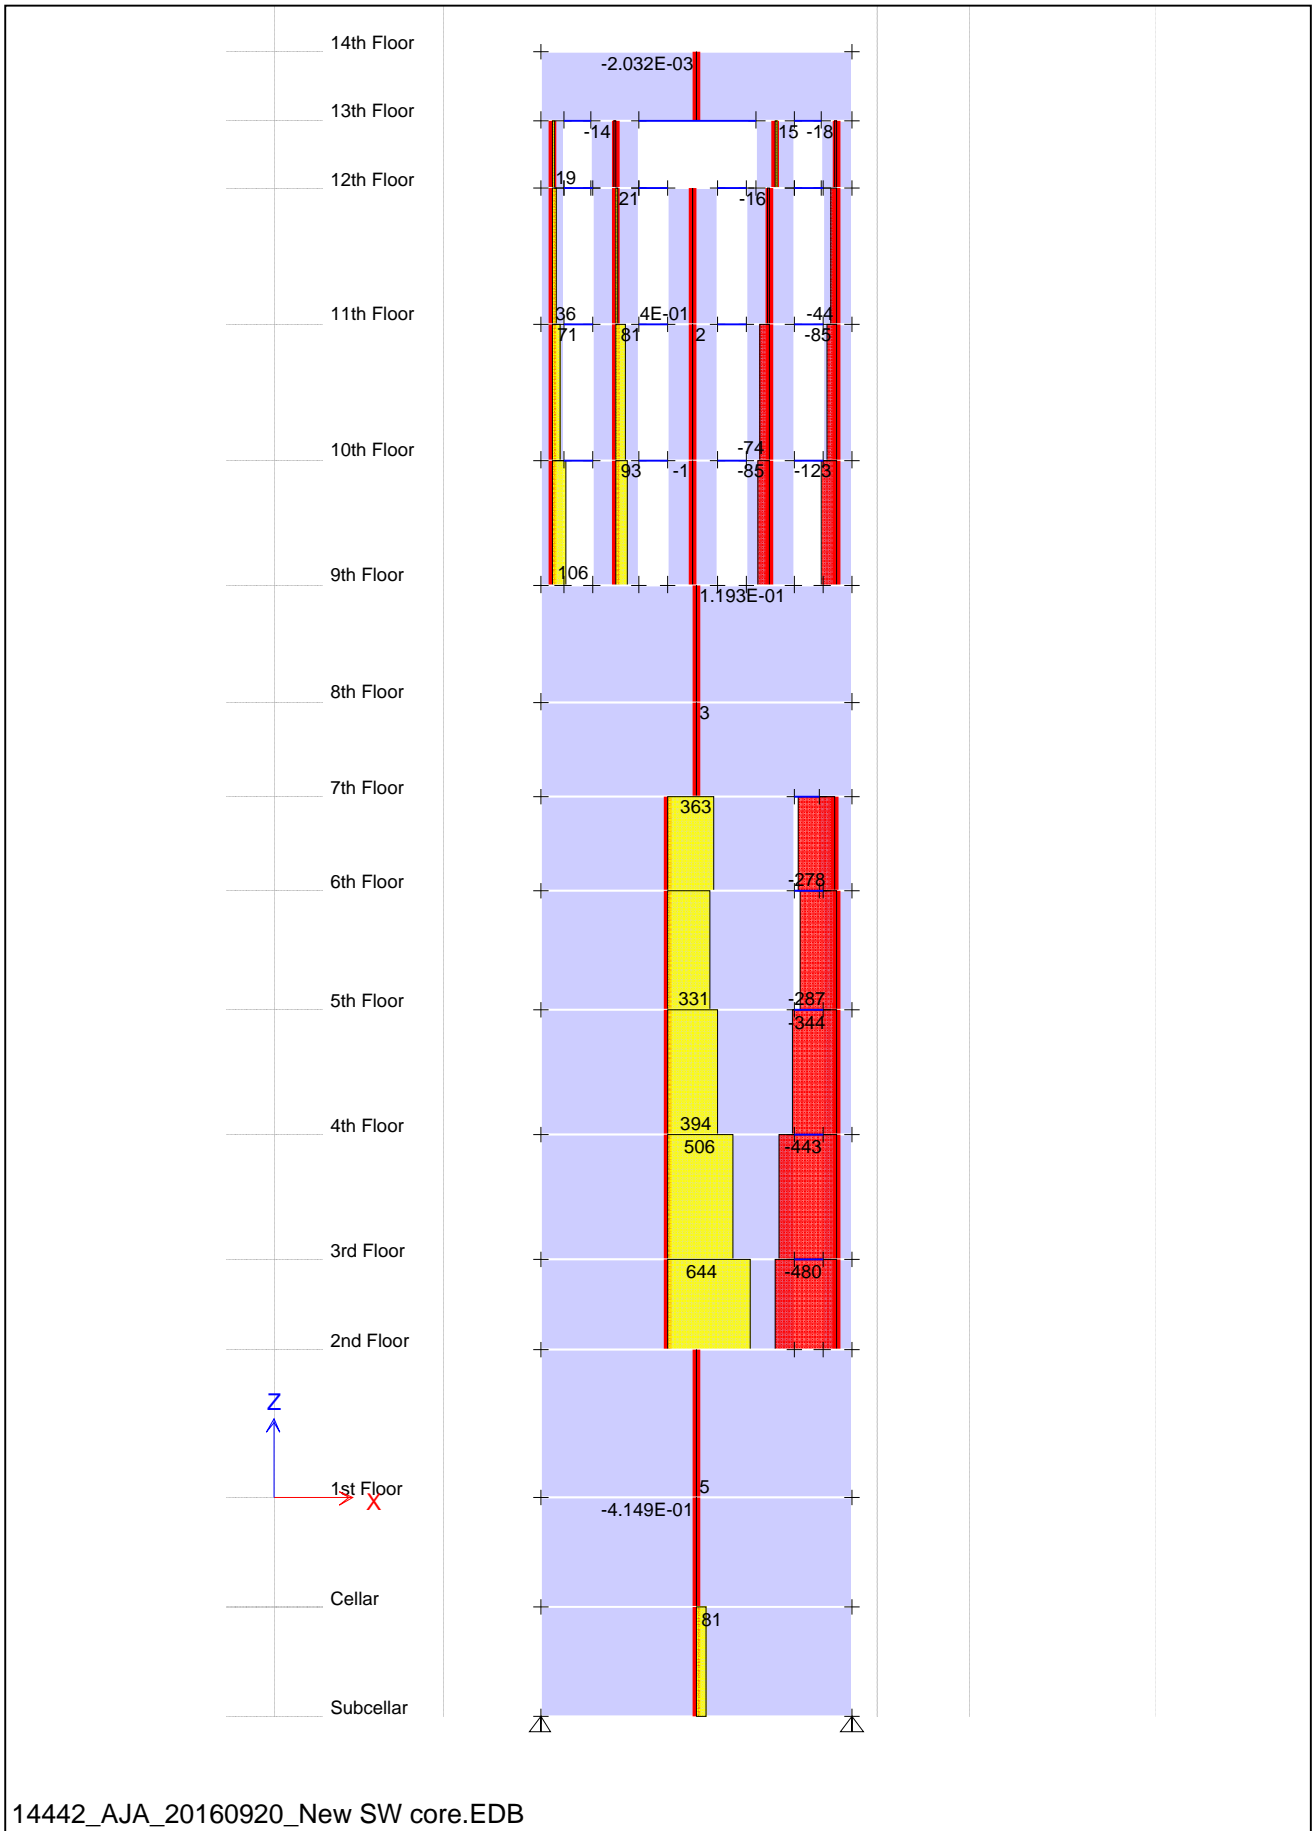 14th Floor
-2.032E-03
13th Floor
-14
15
-18
12th Floor
19
21
-16
11th Floor
36
4E-01
-44
71
81
2
-85
10th Floor
-74
93
-1
-85
-123
9th Floor
106
1.193E-01
8th Floor
3
7th Floor
363
6th Floor
-278
5th Floor
331
-287
-344
4th Floor
394
506
-443
3rd Floor
644
-480
2nd Floor
Z
1st Floor
5
X
-4.149E-01
Cellar
81
Subcellar
14442_AJA_20160920_New SW core.EDB